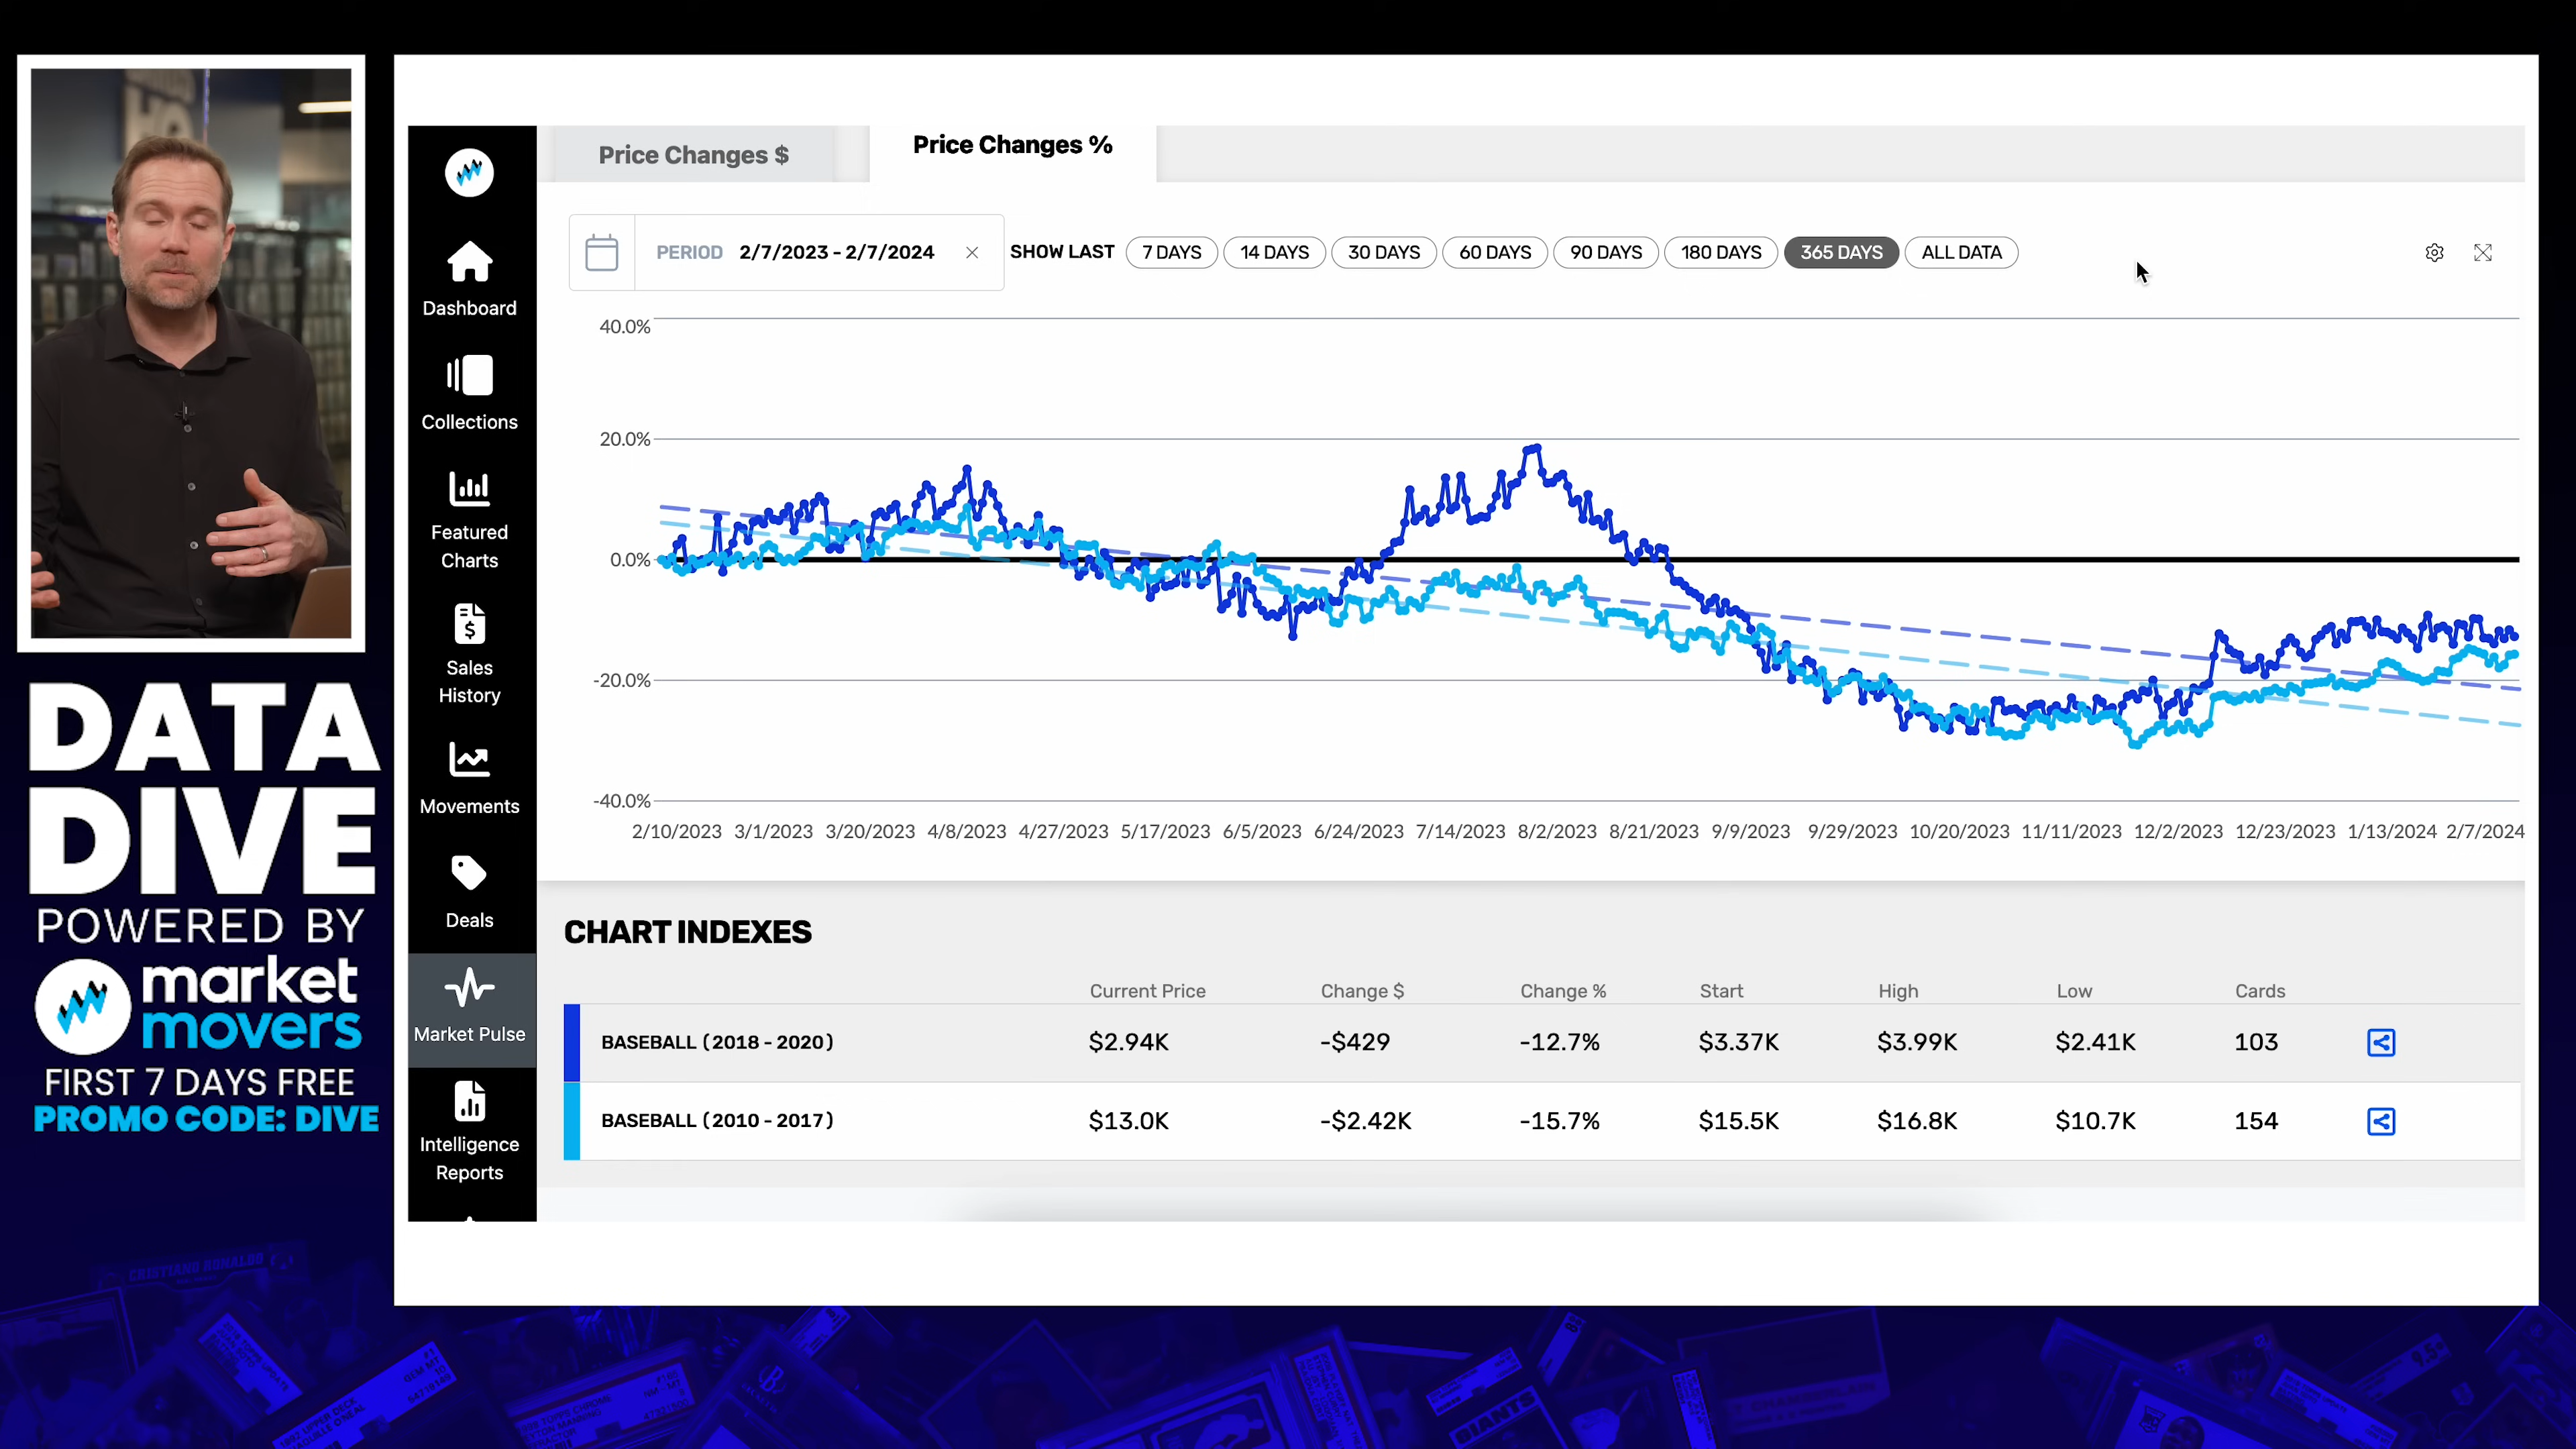 DATA
DIVE
POWERED BY
market
movers
FIRST 7 DAYS FREE
PROMO CODE: DIVE
Dashboard
Collections
Featured
Charts
Sales
History
Movements
Deals
Market Pulse
Intelligence
Reports
Price Changes $
Price Changes %
PERIOD 2/7/2023 - 2/7/2024
SHOW LAST 7 DAYS 14 DAYS 30 DAYS 60 DAYS 90 DAYS 180 DAYS 365 DAYS ALL DATA
40.0%
20.0%
0.0%
-20.0%
-40.0%
2/10/2023 3/1/2023 3/20/2023 4/8/2023 4/27/2023 5/17/2023 6/5/2023 6/24/2023 7/14/2023 8/2/2023 8/21/2023 9/9/2023 9/29/2023 10/20/2023 11/11/2023 12/2/2023 12/23/2023 1/13/2024 2/7/2024
CHART INDEXES
Current Price Change $ Change % Start High Low Cards
BASEBALL (2018 - 2020) $2.94K -$429 -12.7% $3.37K $3.99K $2.41K 103
BASEBALL (2010 - 2017) $13.0K -$2.42K -15.7% $15.5K $16.8K $10.7K 154
CRISTIANO RONALDO
GIANTS